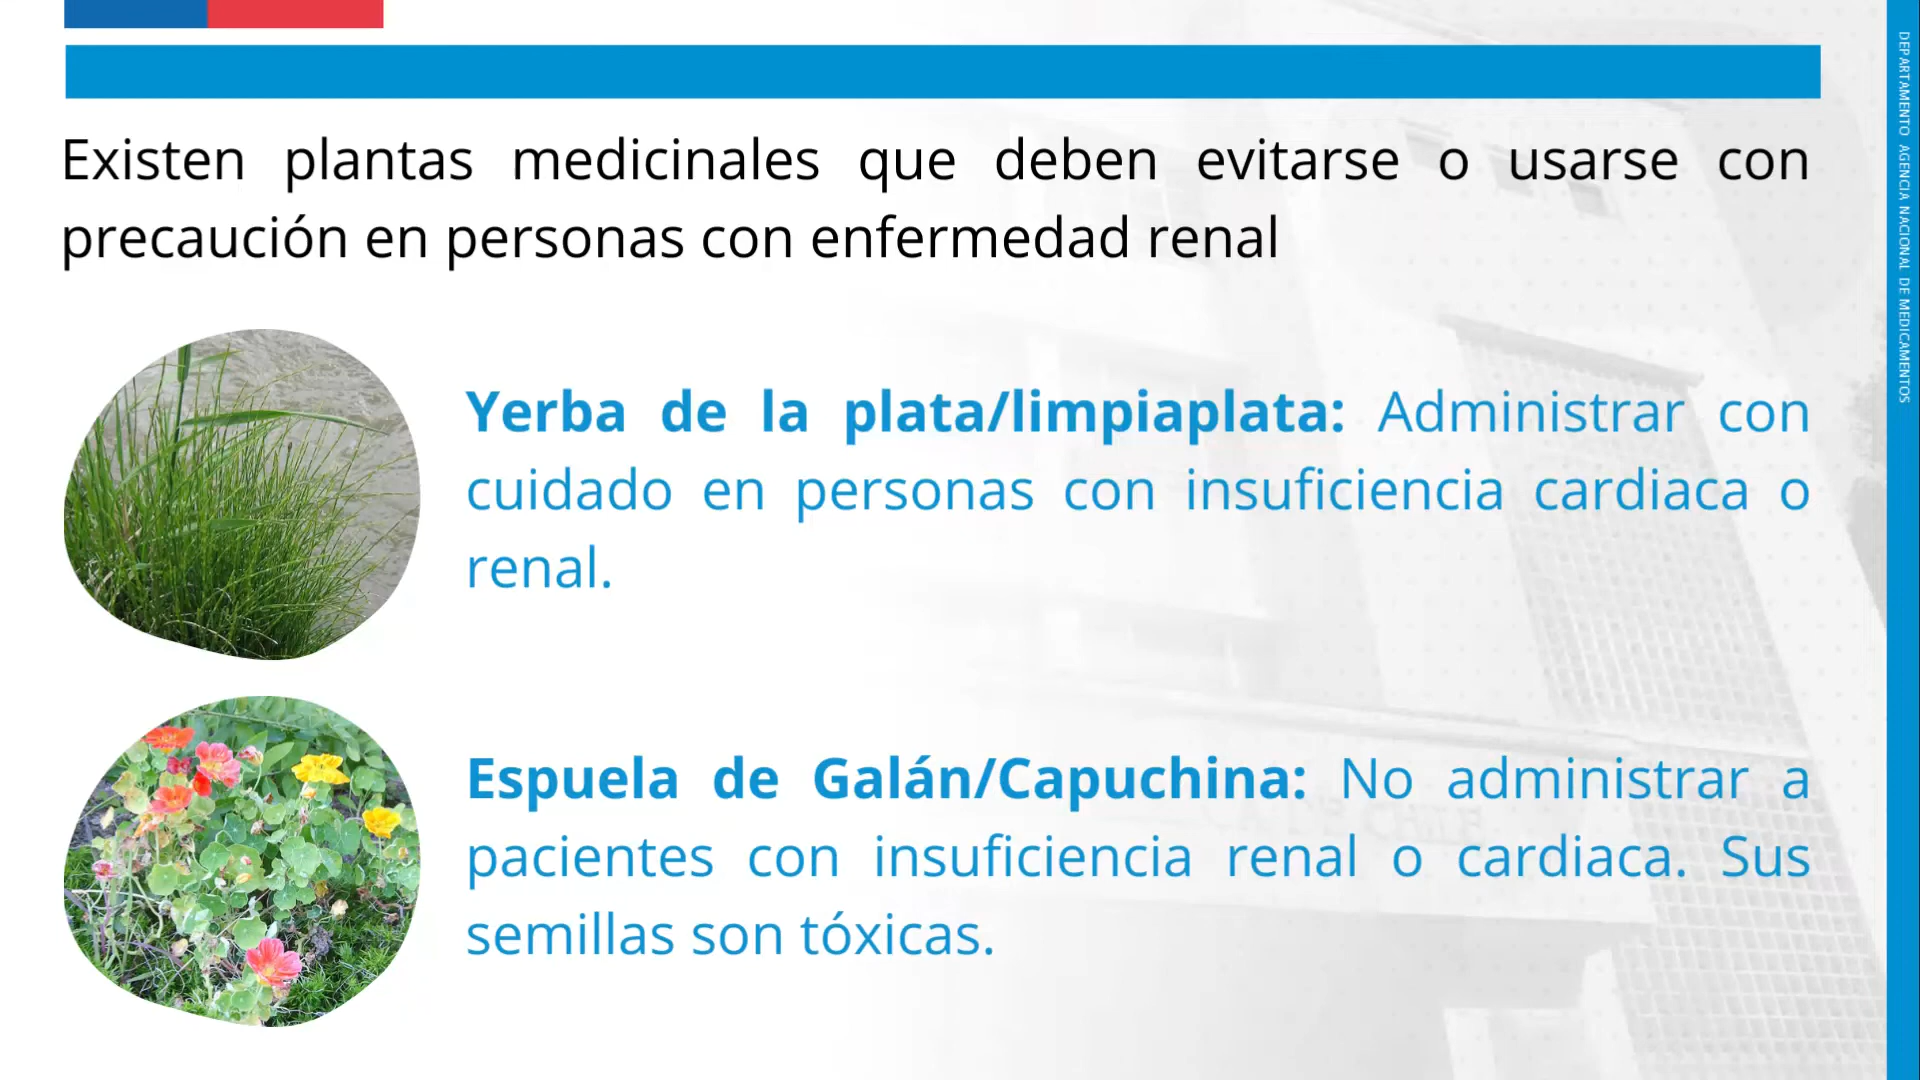 Existen plantas medicinales que deben evitarse o usarse con
precaución en personas con enfermedad renal
Yerba de la plata/limpiaplata: Administrar con
cuidado en personas con insuficiencia cardiaca o
renal.
Espuela de Galán/Capuchina: No administrar a
pacientes con insuficiencia renal o cardiaca. Sus
semillas son tóxicas.
DEPARTAMENTO AGENCIA NACIONAL DE MEDICAMENTOS